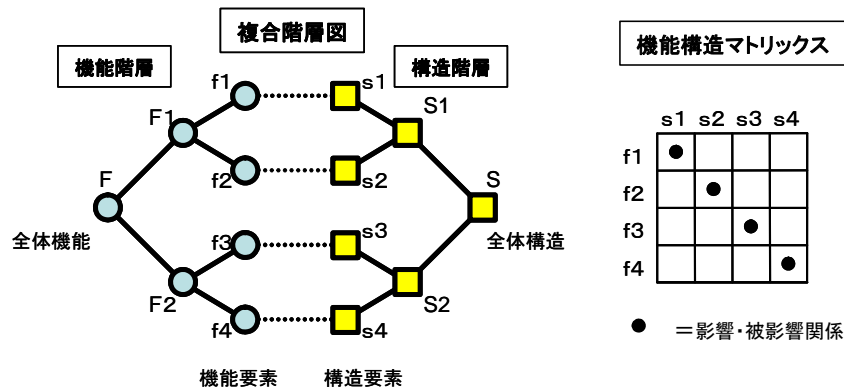 複合階層図
機能階層
構造階層
機能構造マトリックス
f1
s1
F1
S1
f2
s2
F
S
全体機能
全体構造
f3
s3
F2
S2
f4
s4
機能要素
構造要素
s1 s2 s3 s4
f1
f2
f3
f4
● =影響・被影響関係